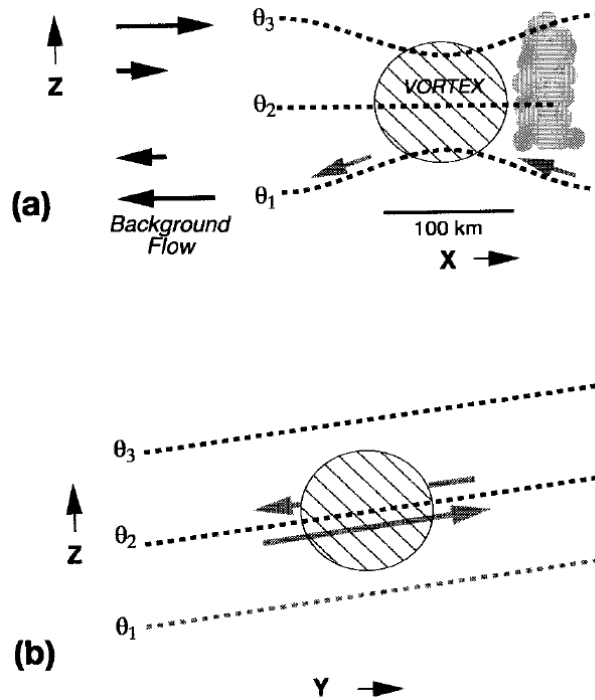 θ3
Z
VORTEX
θ2
θ1
(a)
Background
Flow
100 km
X
θ3
Z
θ2
θ1
(b)
Y